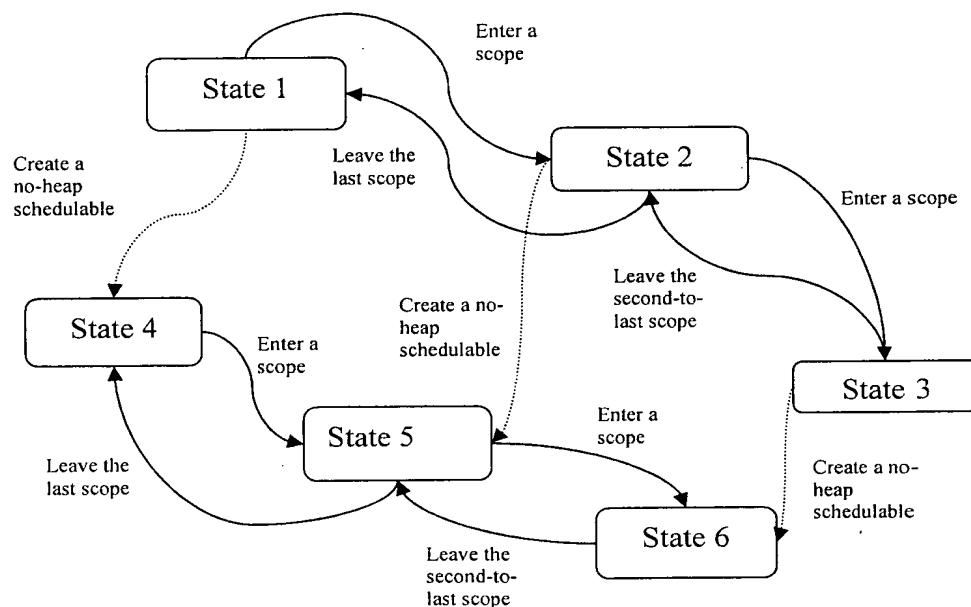 Enter a
scope
State 1
Create a
no-heap
schedulable
Leave the
last scope
State 2
Enter a scope
Leave the
second-to-
last scope
Create a no-
heap
schedulable
State 4
Enter a
scope
State 3
State 5
Enter a
scope
Leave the
last scope
Create a no-
heap
schedulable
State 6
Leave the
second-to-
last scope